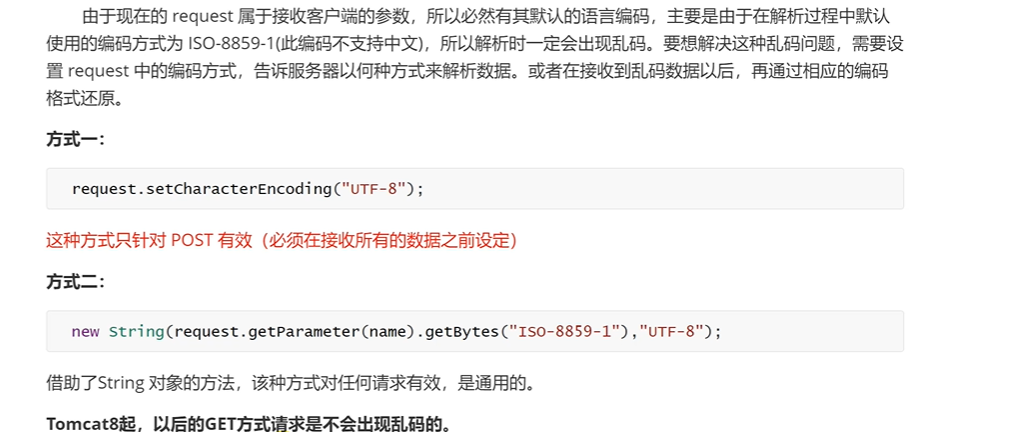 由于现在的 request 属于接收客户端的参数，所以必然有其默认的语言编码，主要是由于在解析过程中默认
使用的编码方式为 ISO-8859-1(此编码不支持中文)，所以解析时一定会出现乱码。要想解决这种乱码问题，需要设
置 request 中的编码方式，告诉服务器以何种方式来解析数据。或者在接收到乱码数据以后，再通过相应的编码
格式还原。
方式一：
request.setCharacterEncoding("UTF-8");
这种方式只针对 POST 有效（必须在接收所有的数据之前设定）
方式二：
new String(request.getParameter(name).getBytes("ISO-8859-1"),"UTF-8");
借助了String 对象的方法，该种方式对任何请求有效，是通用的。
Tomcat8起，以后的GET方式请求是不会出现乱码的。